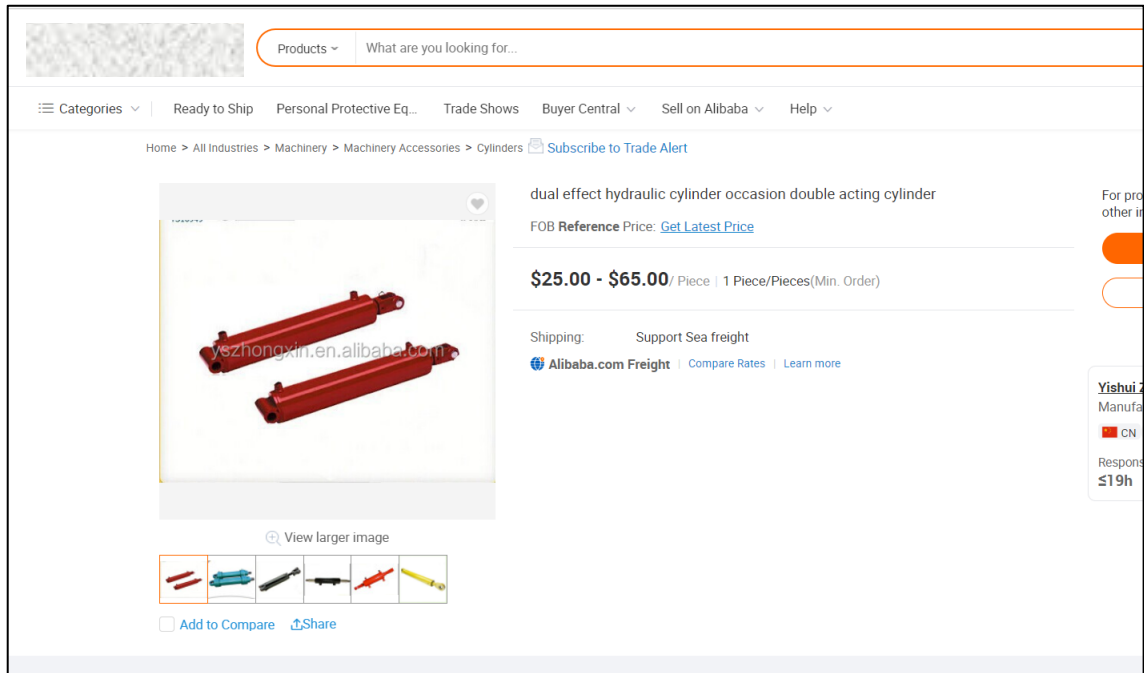 Products
What are you looking for...
Categories
Ready to Ship
Personal Protective Eq...
Trade Shows
Buyer Central
Sell on Alibaba
Help
Home > All Industries > Machinery > Machinery Accessories > Cylinders
Subscribe to Trade Alert
dual effect hydraulic cylinder occasion double acting cylinder
FOB Reference Price: Get Latest Price
$25.00 - $65.00/ Piece | 1 Piece/Pieces(Min. Order)
Shipping: Support Sea freight
Alibaba.com Freight | Compare Rates | Learn more
yszhongxin.en.alibaba.com
View larger image
Add to Compare
Share
For pro
other
Yishui
Manufa
CN
Respons
≤19h